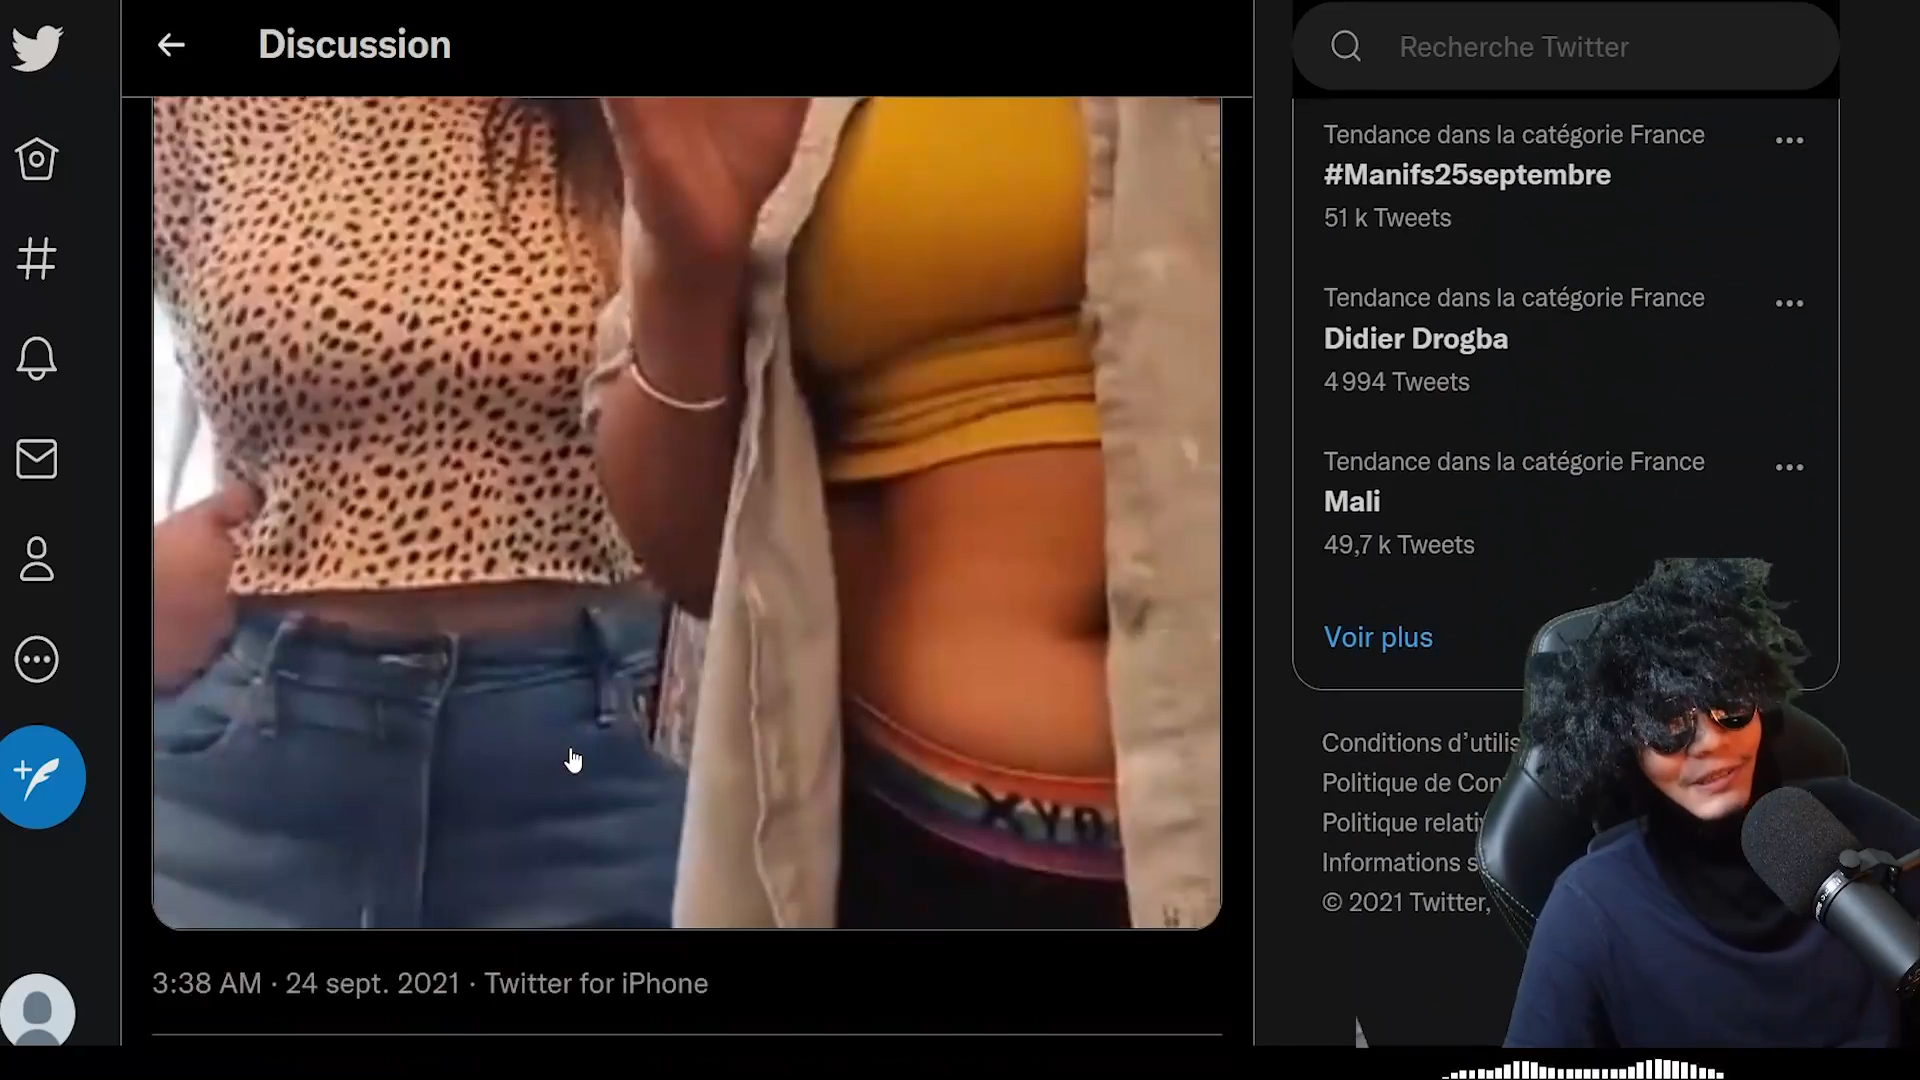 Discussion
Recherche Twitter
Tendance dans la catégorie France
#Manifs25septembre
51 k Tweets
Tendance dans la catégorie France
Didier Drogba
4 994 Tweets
Tendance dans la catégorie France
Mali
49,7 k Tweets
Voir plus
Conditions d’utilis
Politique de Con
Politique relati
Informations s
© 2021 Twitter,
XYD
3:38 AM · 24 sept. 2021 · Twitter for iPhone